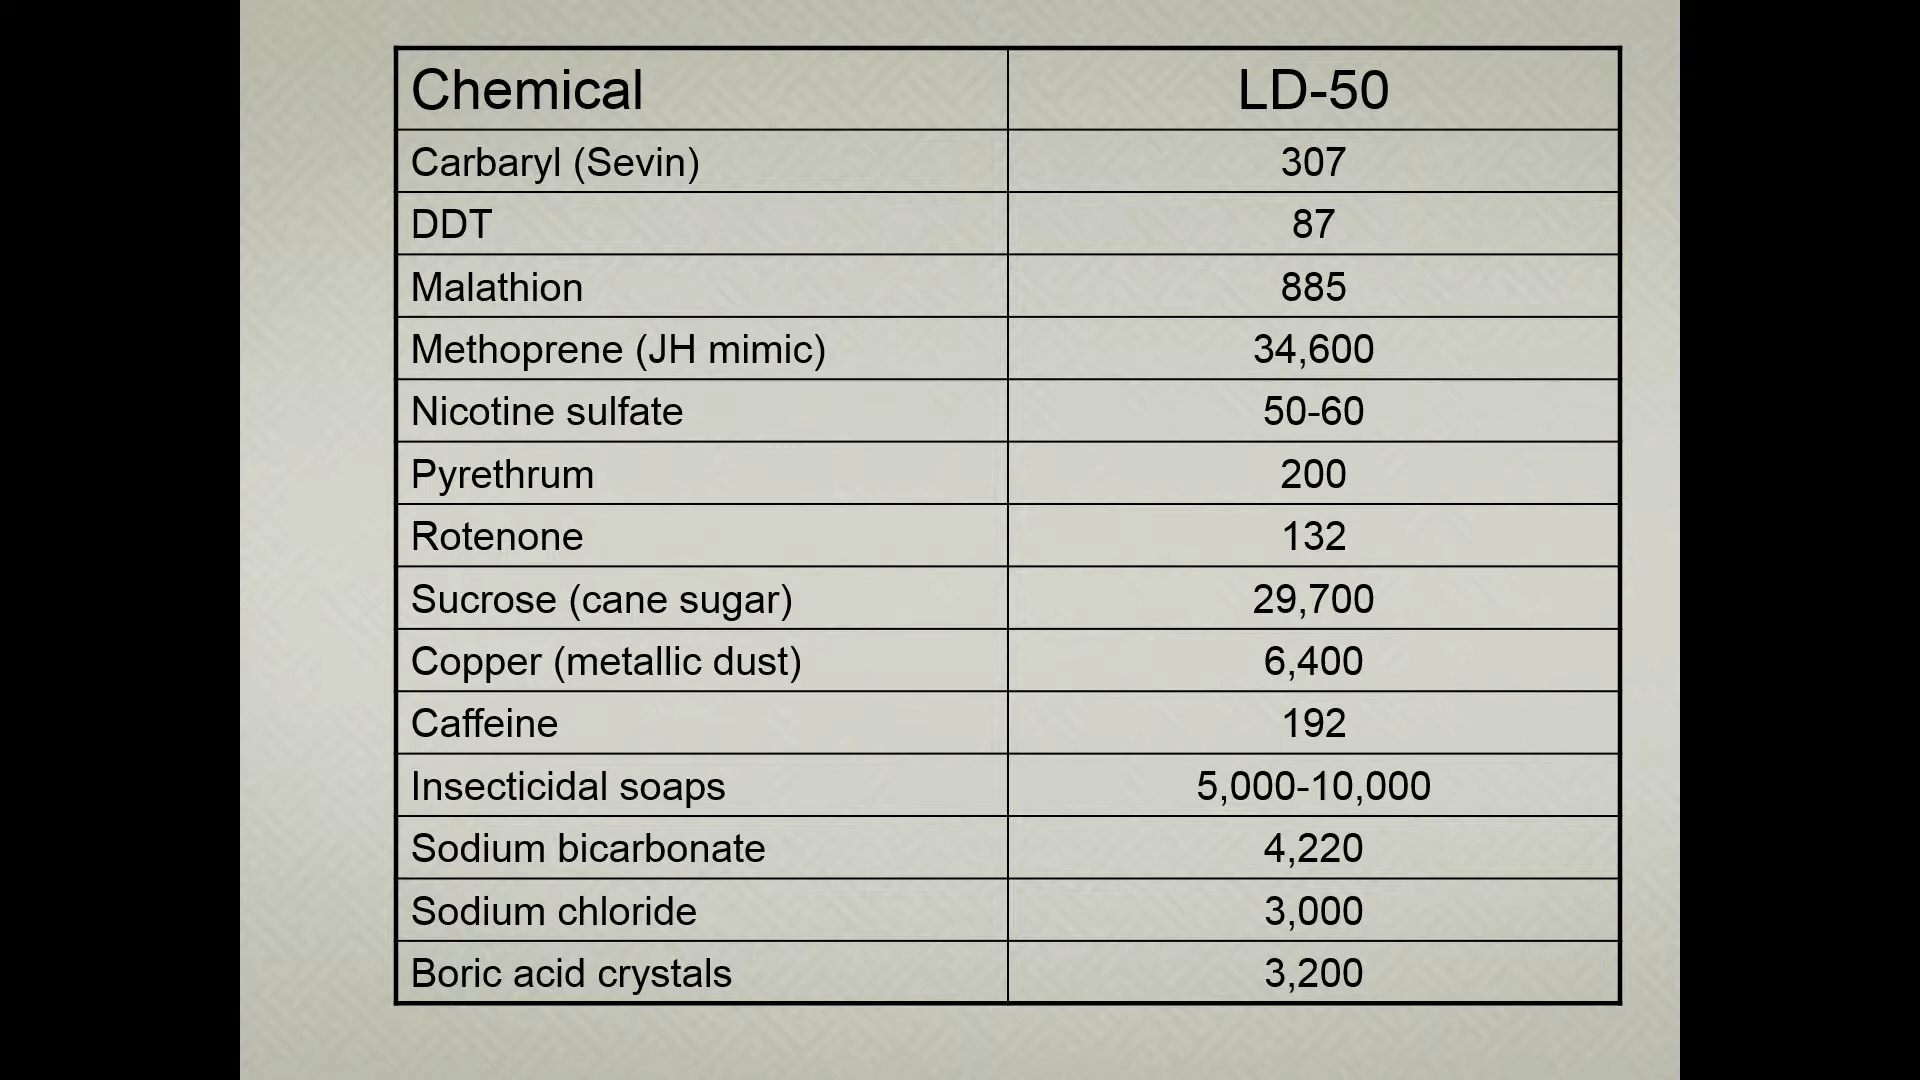 Chemical LD-50
Carbaryl (Sevin) 307
DDT 87
Malathion 885
Methoprene (JH mimic) 34,600
Nicotine sulfate 50-60
Pyrethrum 200
Rotenone 132
Sucrose (cane sugar) 29,700
Copper (metallic dust) 6,400
Caffeine 192
Insecticidal soaps 5,000-10,000
Sodium bicarbonate 4,220
Sodium chloride 3,000
Boric acid crystals 3,200